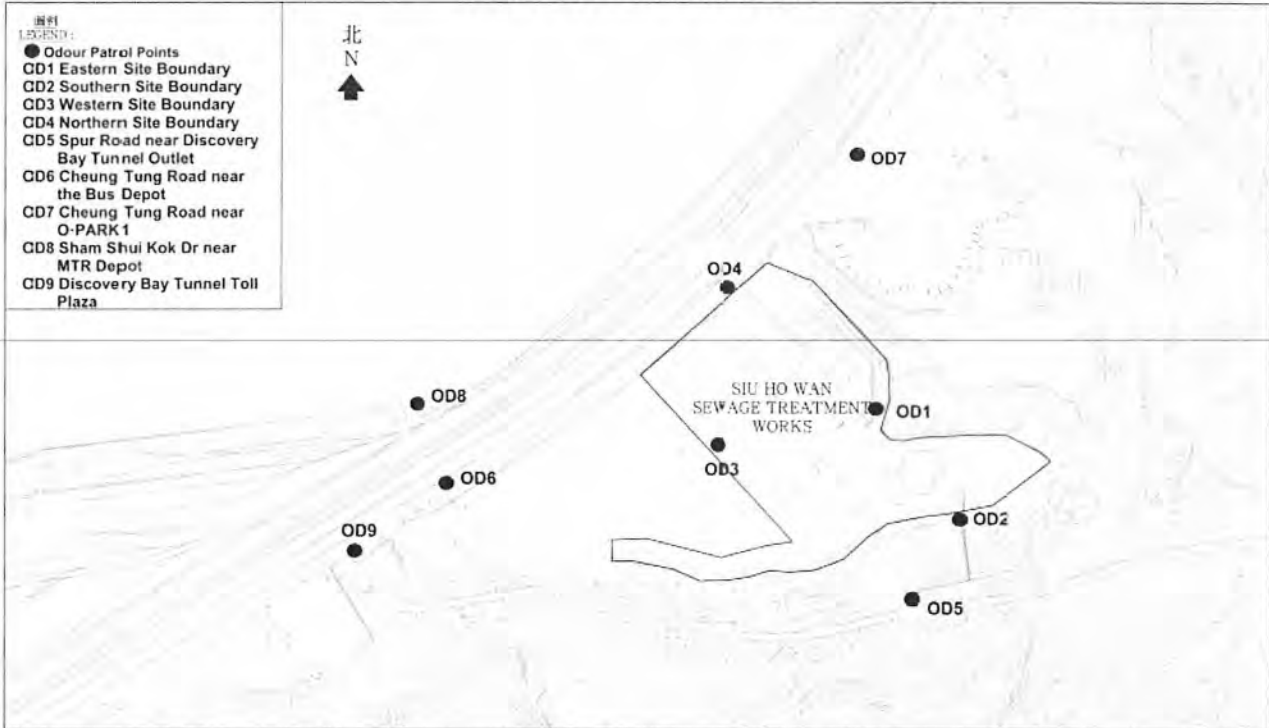 圖例
LEGEND:
Odour Patrol Points
OD1 Eastern Site Boundary
OD2 Southern Site Boundary
OD3 Western Site Boundary
OD4 Northern Site Boundary
OD5 Spur Road near Discovery
Bay Tunnel Outlet
OD6 Cheung Tung Road near
the Bus Depot
OD7 Cheung Tung Road near
O-PARK1
OD8 Sham Shui Kok Dr near
MTR Depot
OD9 Discovery Bay Tunnel Toll
Plaza
北
N
OD7
OD4
OD8
SIU HO WAN
SEWAGE TREATMENT
WORKS
OD1
OD3
OD6
OD2
OD9
OD5